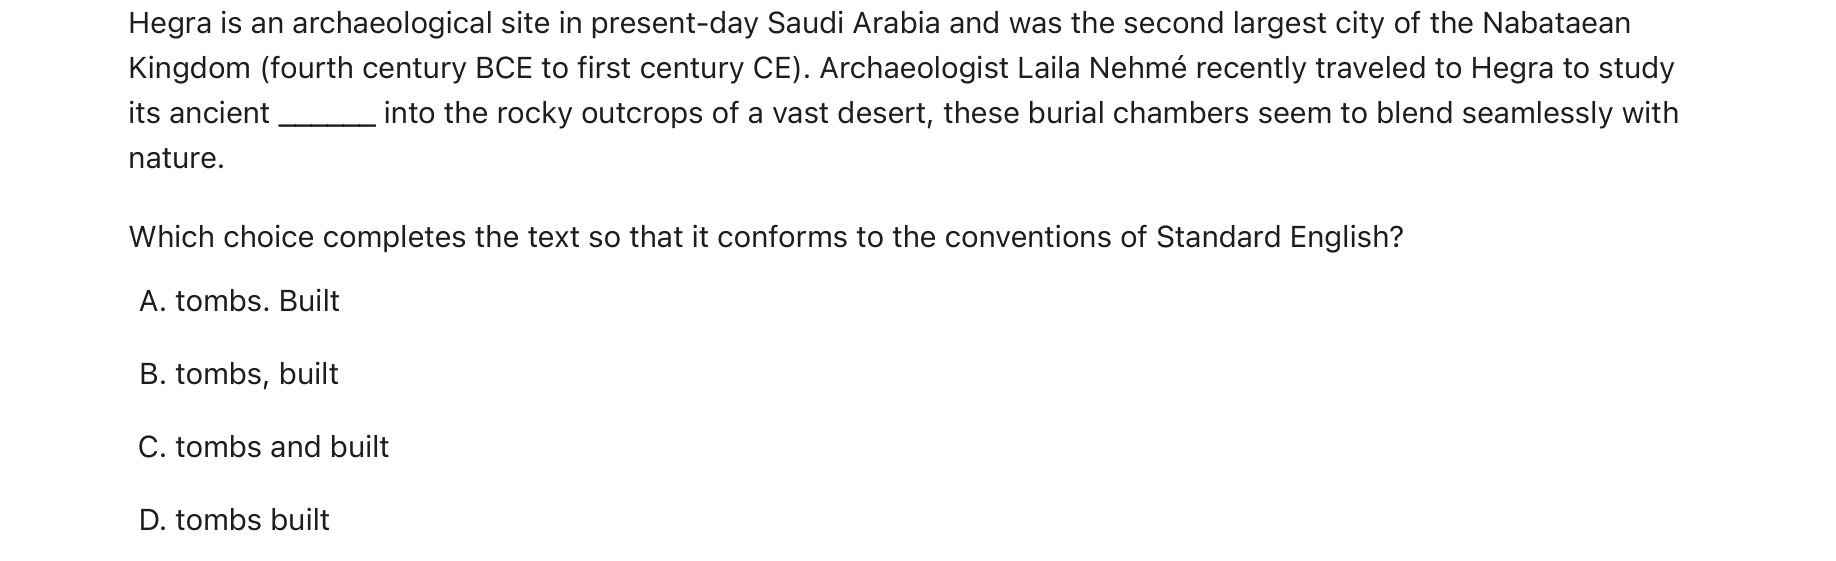 Hegra is an archaeological site in present-day Saudi Arabia and was the second largest city of the Nabataean
Kingdom (fourth century BCE to first century CE). Archaeologist Laila Nehmé recently traveled to Hegra to study
its ancient ______ into the rocky outcrops of a vast desert, these burial chambers seem to blend seamlessly with
nature.
Which choice completes the text so that it conforms to the conventions of Standard English?
A. tombs. Built
B. tombs, built
C. tombs and built
D. tombs built